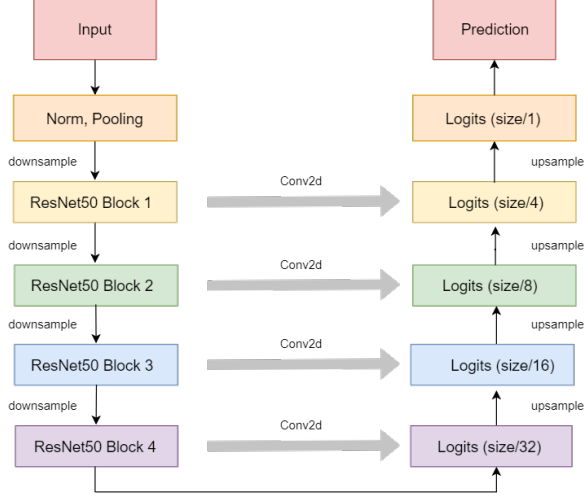 Input
Prediction
Norm, Pooling
Logits (size/1)
downsample
upsample
Conv2d
ResNet50 Block 1
Logits (size/4)
downsample
upsample
Conv2d
ResNet50 Block 2
Logits (size/8)
downsample
upsample
Conv2d
ResNet50 Block 3
Logits (size/16)
downsample
upsample
Conv2d
ResNet50 Block 4
Logits (size/32)